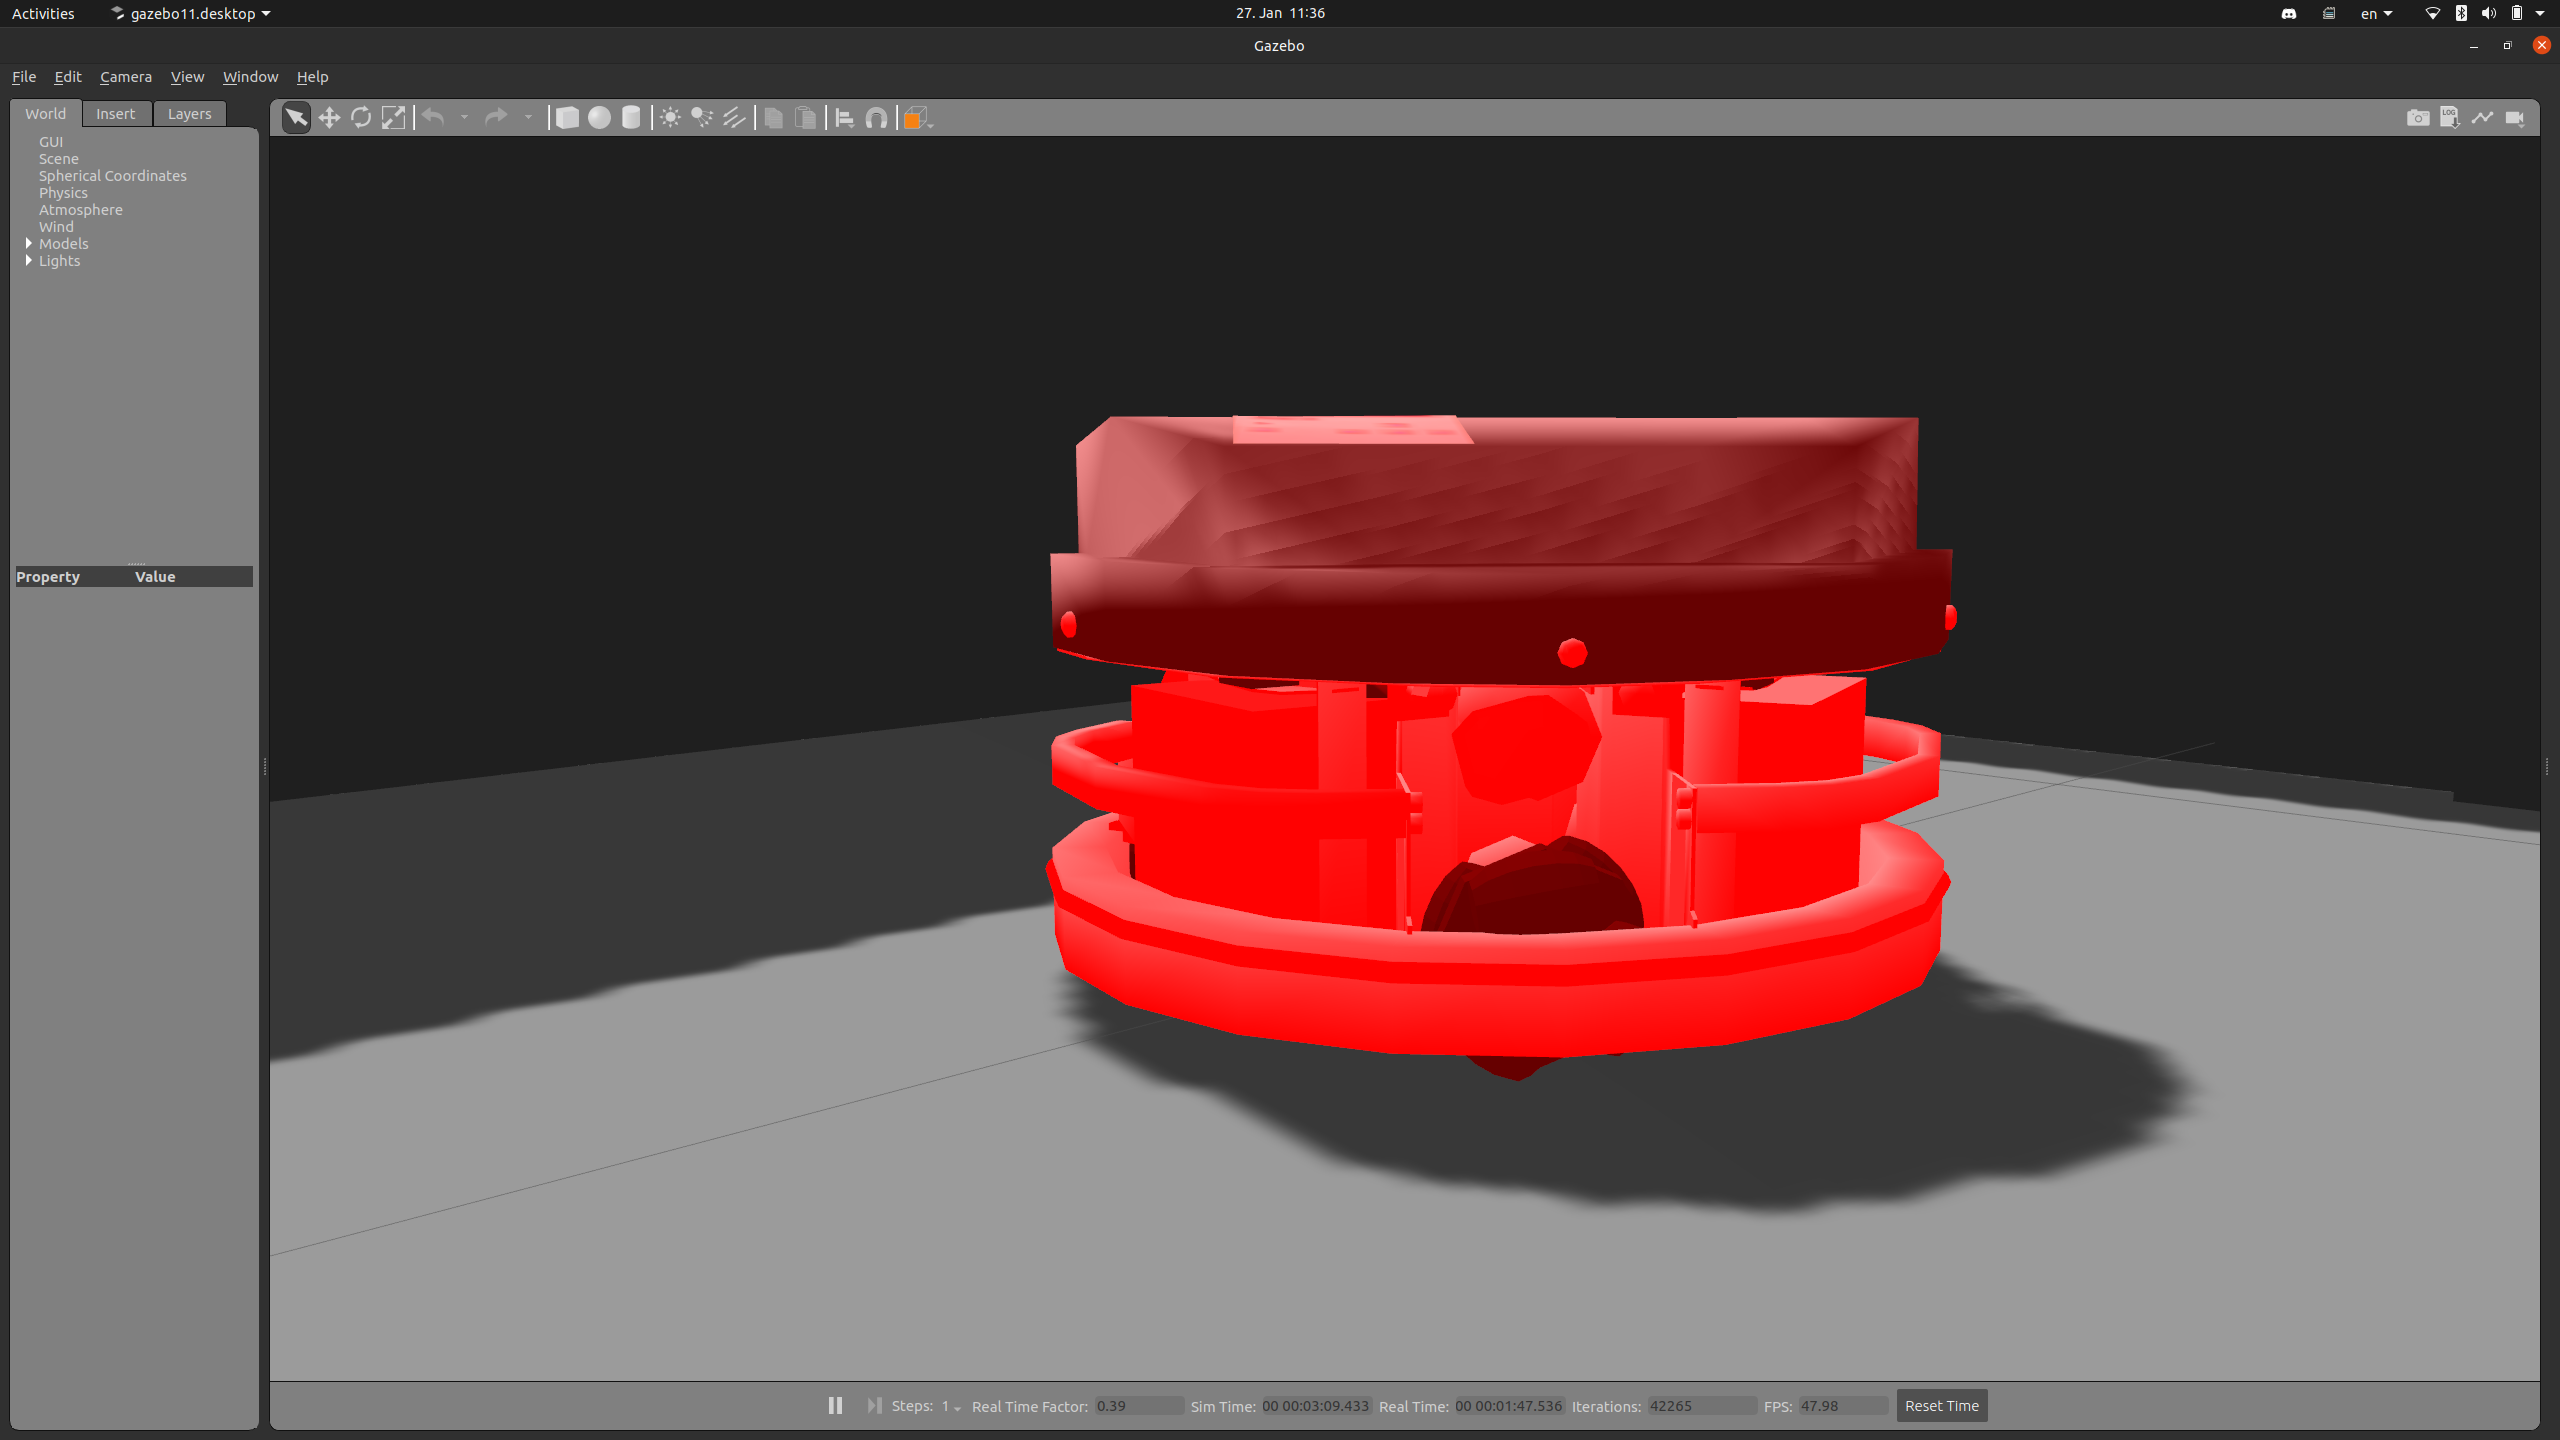 Activities gazebo11.desktop 27. Jan 11:36 en
Gazebo
File Edit Camera View Window Help
World Insert Layers
LOG
GUI
Scene
Spherical Coordinates
Physics
Atmosphere
Wind
Models
Lights
Property Value
Steps: 1 Real Time Factor: 0.39 Sim Time: 00 00:03:09.433 Real Time: 00 00:01:47.536 Iterations: 42265 FPS: 47.98 Reset Time